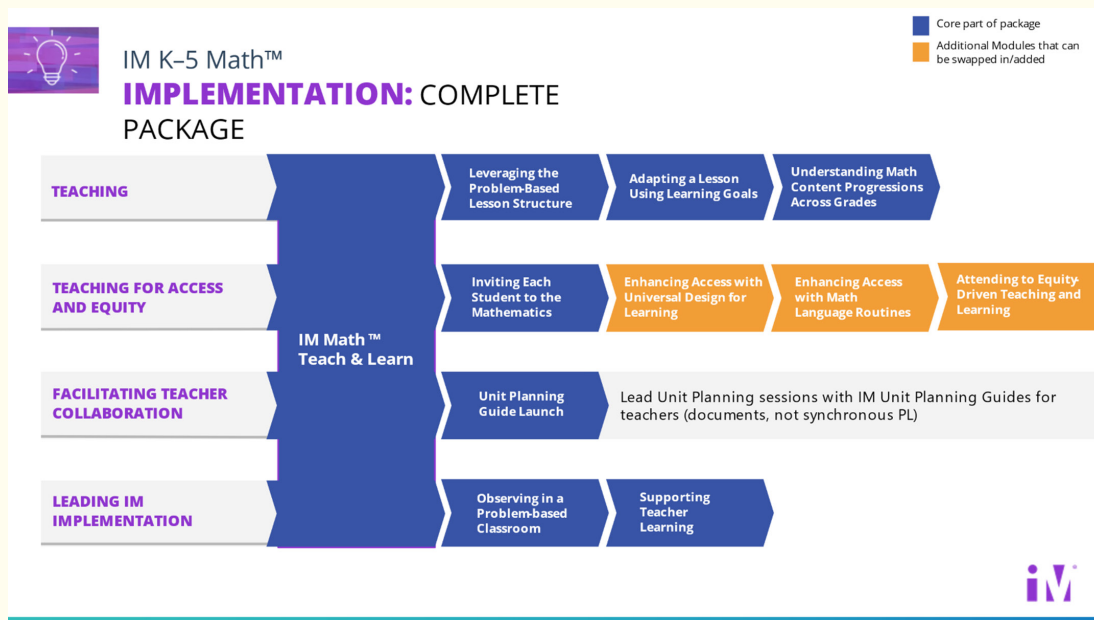 Core part of package
Additional Modules that can
be swapped in/added
IM K–5 Math™
IMPLEMENTATION: COMPLETE
PACKAGE
TEACHING
Leveraging the
Problem-Based
Lesson Structure
Adapting a Lesson
Using Learning Goals
Understanding Math
Content Progressions
Across Grades
TEACHING FOR ACCESS
AND EQUITY
Inviting Each
Student to the
Mathematics
Enhancing Access with
Universal Design for
Learning
Enhancing Access
with Math
Language Routines
Attending to Equity-
Driven Teaching and
Learning
IM Math™
Teach & Learn
FACILITATING TEACHER
COLLABORATION
Unit Planning
Guide Launch
Lead Unit Planning sessions with IM Unit Planning Guides for
teachers (documents, not synchronous PL)
LEADING IM
IMPLEMENTATION
Observing in a
Problem-based
Classroom
Supporting
Teacher
Learning
iM